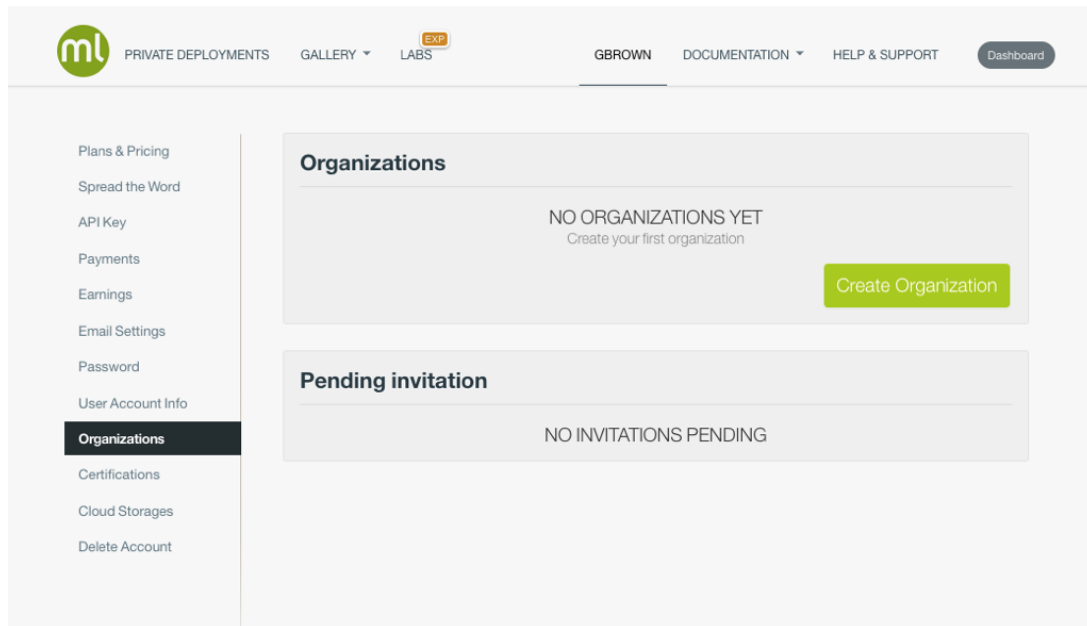 ml
PRIVATE DEPLOYMENTS GALLERY LABS EXP GBROWN DOCUMENTATION HELP & SUPPORT Dashboard
Plans & Pricing
Spread the Word
API Key
Payments
Earnings
Email Settings
Password
User Account Info
Organizations
Certifications
Cloud Storages
Delete Account
Organizations
NO ORGANIZATIONS YET
Create your first organization
Create Organization
Pending invitation
NO INVITATIONS PENDING